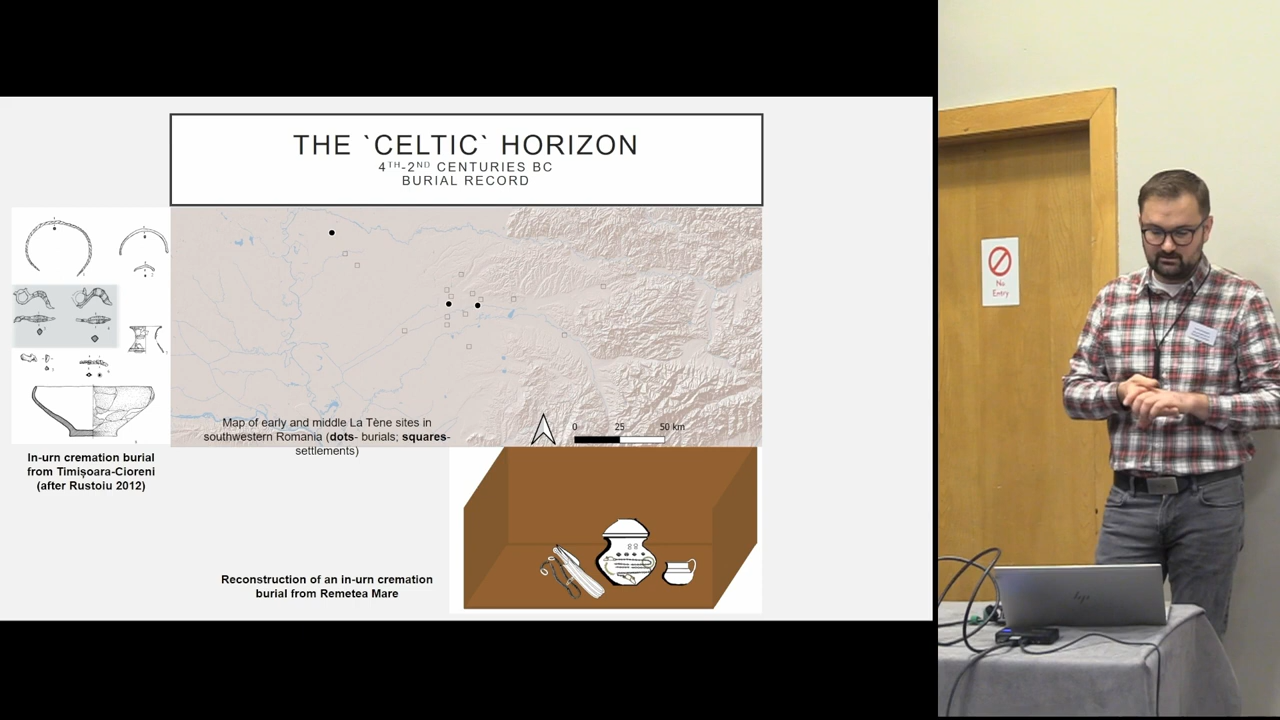 THE `CELTIC` HORIZON
4TH-2ND CENTURIES BC
BURIAL RECORD
Map of early and middle La Tène sites in
southwestern Romania (dots- burials; squares-
settlements)
0 25 50 km
In-urn cremation burial
from Timișoara-Cioreni
(after Rustoiu 2012)
Reconstruction of an in-urn cremation
burial from Remetea Mare
No
Entry
hp